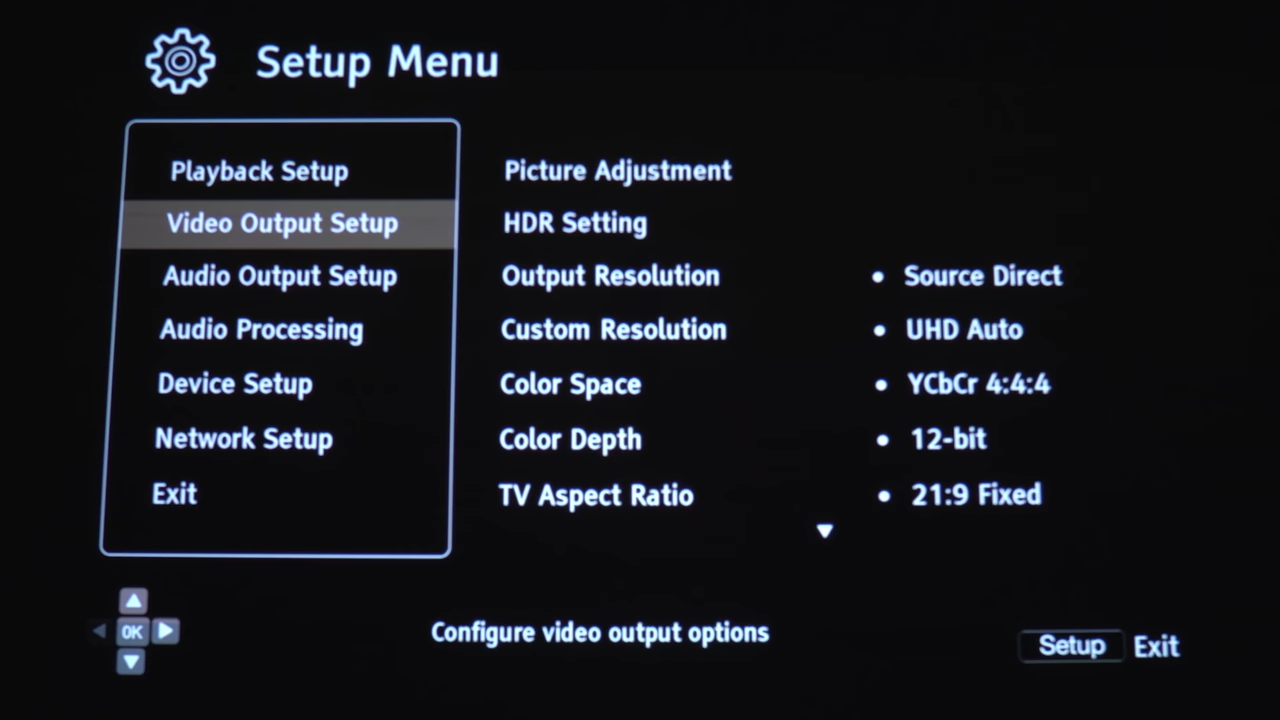 Setup Menu
Playback Setup
Video Output Setup
Audio Output Setup
Audio Processing
Device Setup
Network Setup
Exit
Picture Adjustment
HDR Setting
Output Resolution • Source Direct
Custom Resolution • UHD Auto
Color Space • YCbCr 4:4:4
Color Depth • 12-bit
TV Aspect Ratio • 21:9 Fixed
OK
Configure video output options
Setup Exit